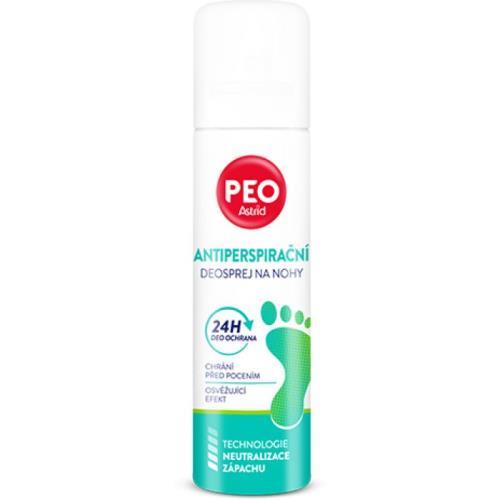 PEO
Astrid
ANTIPERSPIRAČNÍ
DEOSPREJ NA NOHY
24H
DEO OCHRANA
CHRÁNÍ
PŘED POCENÍM
OSVĚŽUJÍCÍ
EFEKT
TECHNOLOGIE
NEUTRALIZACE
ZÁPACHU